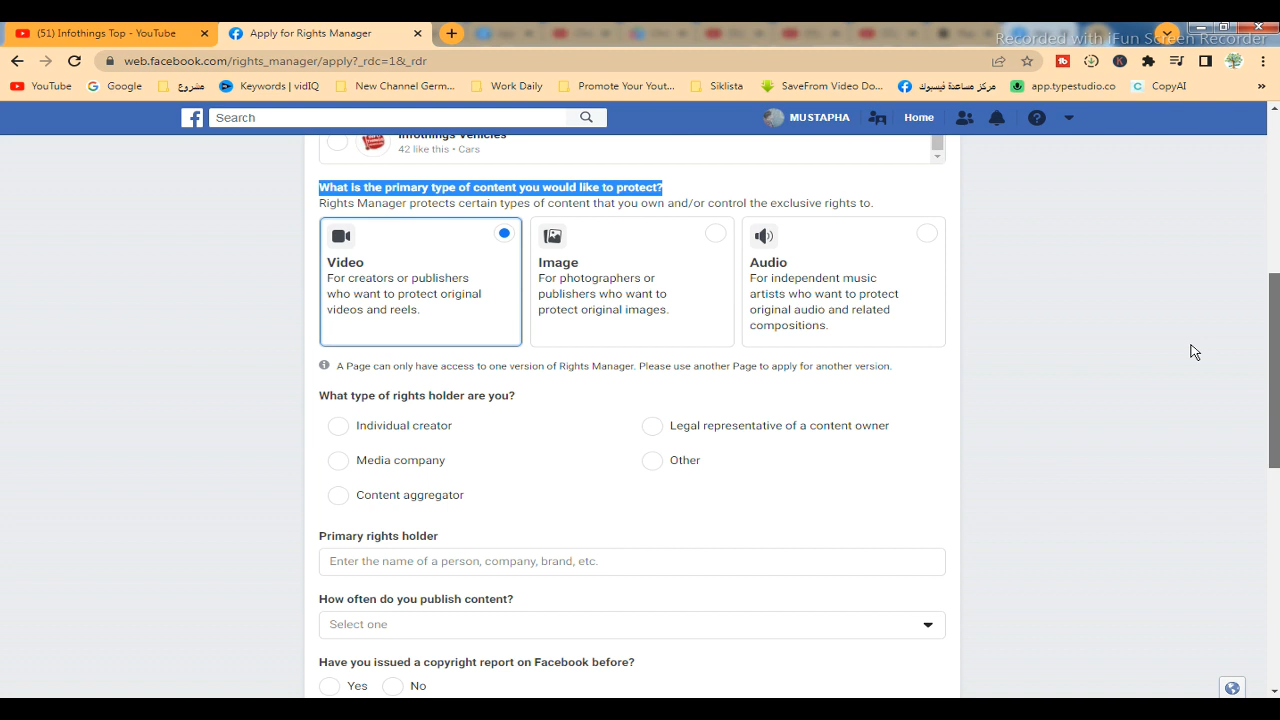 (51) Infothings Top - YouTube
Apply for Rights Manager
Recorded with iFun Screen Recorder
web.facebook.com/rights_manager/apply?_rdc=1&_rdr
YouTube
Google
مشروع
Keywords | vidIQ
New Channel Germ...
Work Daily
Promote Your Yout...
Siklista
SaveFrom Video Do...
مركز مساعدة فيسبوك
app.typestudio.co
CopyAI
»
Search
MUSTAPHA
Home
Infothings Vehicles
42 like this • Cars
What is the primary type of content you would like to protect?
Rights Manager protects certain types of content that you own and/or control the exclusive rights to.
Video
For creators or publishers
who want to protect original
videos and reels.
Image
For photographers or
publishers who want to
protect original images.
Audio
For independent music
artists who want to protect
original audio and related
compositions.
A Page can only have access to one version of Rights Manager. Please use another Page to apply for another version.
What type of rights holder are you?
Individual creator
Legal representative of a content owner
Media company
Other
Content aggregator
Primary rights holder
Enter the name of a person, company, brand, etc.
How often do you publish content?
Select one
Have you issued a copyright report on Facebook before?
Yes
No